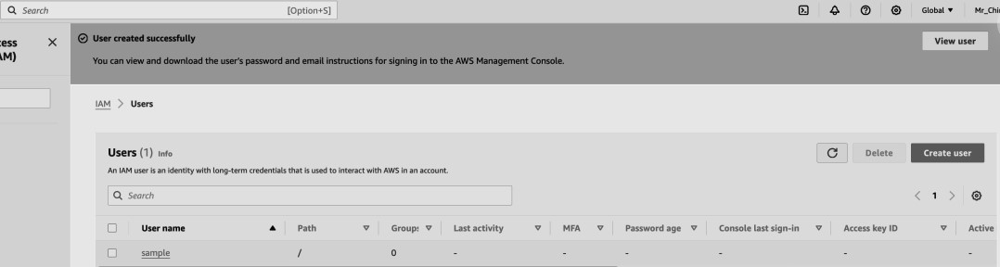 Search [Option+S] Global ▼ Mr_Chi
cess
AM)
User created successfully View user
You can view and download the user's password and email instructions for signing in to the AWS Management Console.
IAM > Users
Users (1) Info Delete Create user
An IAM user is an identity with long-term credentials that is used to interact with AWS in an account.
Search < 1 >
User name ▲ Path Groups Last activity MFA Password age Console last sign-in Access key ID Active
sample / 0 - - - - - -